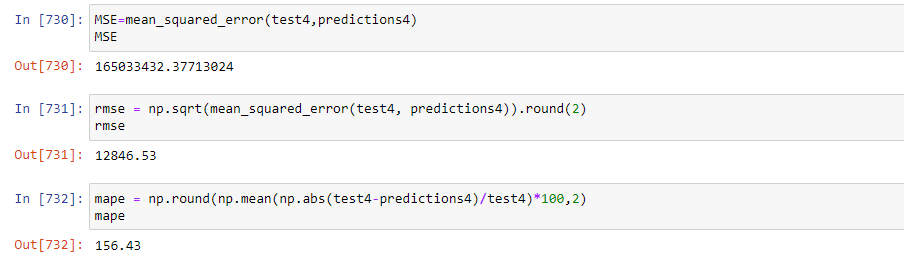 In [730]: MSE=mean_squared_error(test4,predictions4)
MSE
Out[730]: 165033432.37713024
In [731]: rmse = np.sqrt(mean_squared_error(test4, predictions4)).round(2)
rmse
Out[731]: 12846.53
In [732]: mape = np.round(np.mean(np.abs(test4-predictions4)/test4)*100,2)
mape
Out[732]: 156.43